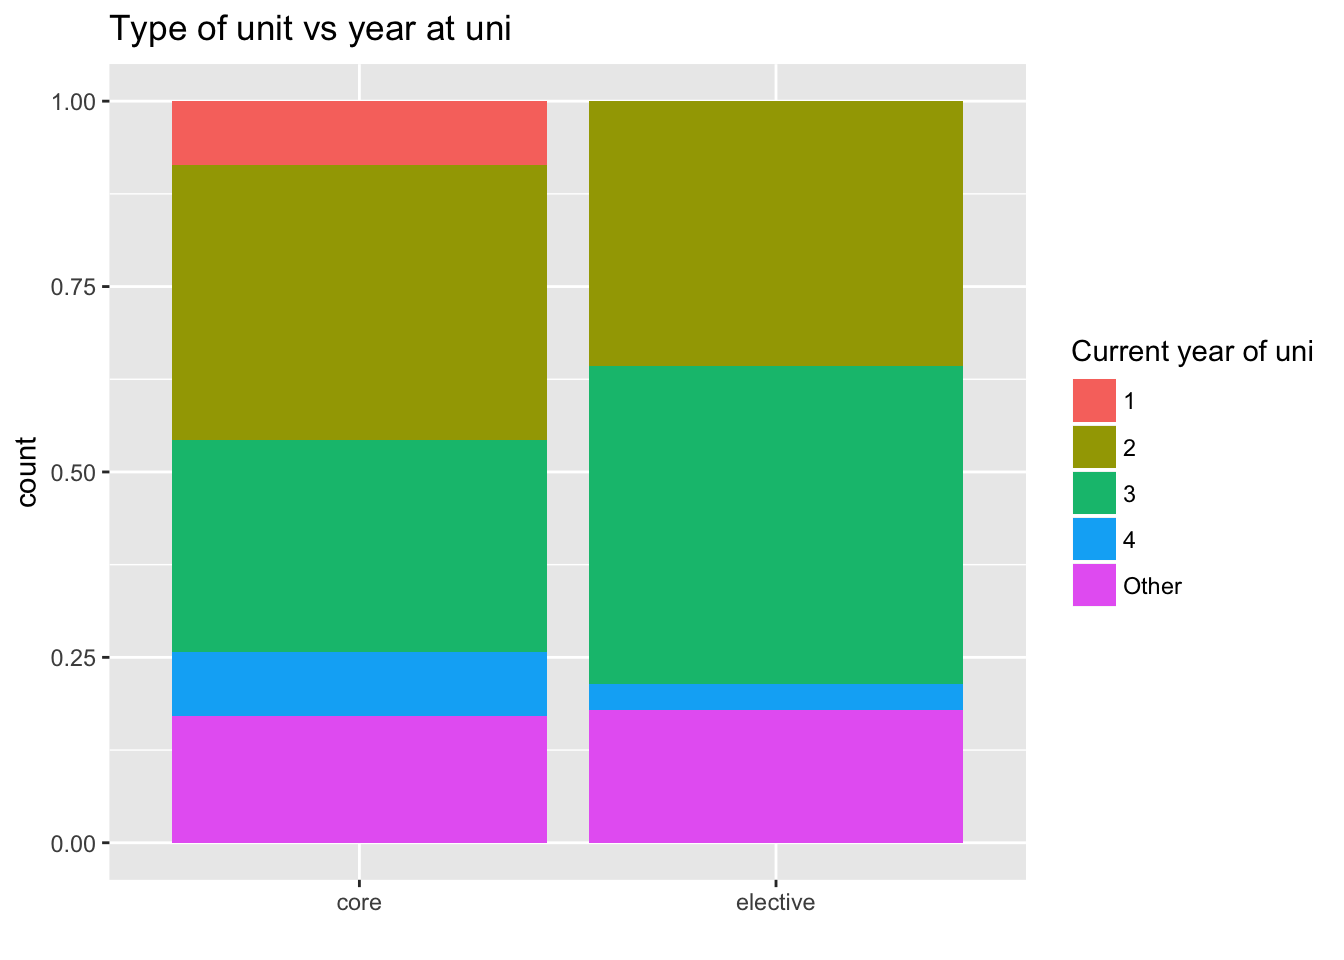 Type of unit vs year at uni
count
1.00
0.75
0.50
0.25
0.00
core
elective
Current year of uni
1
2
3
4
Other